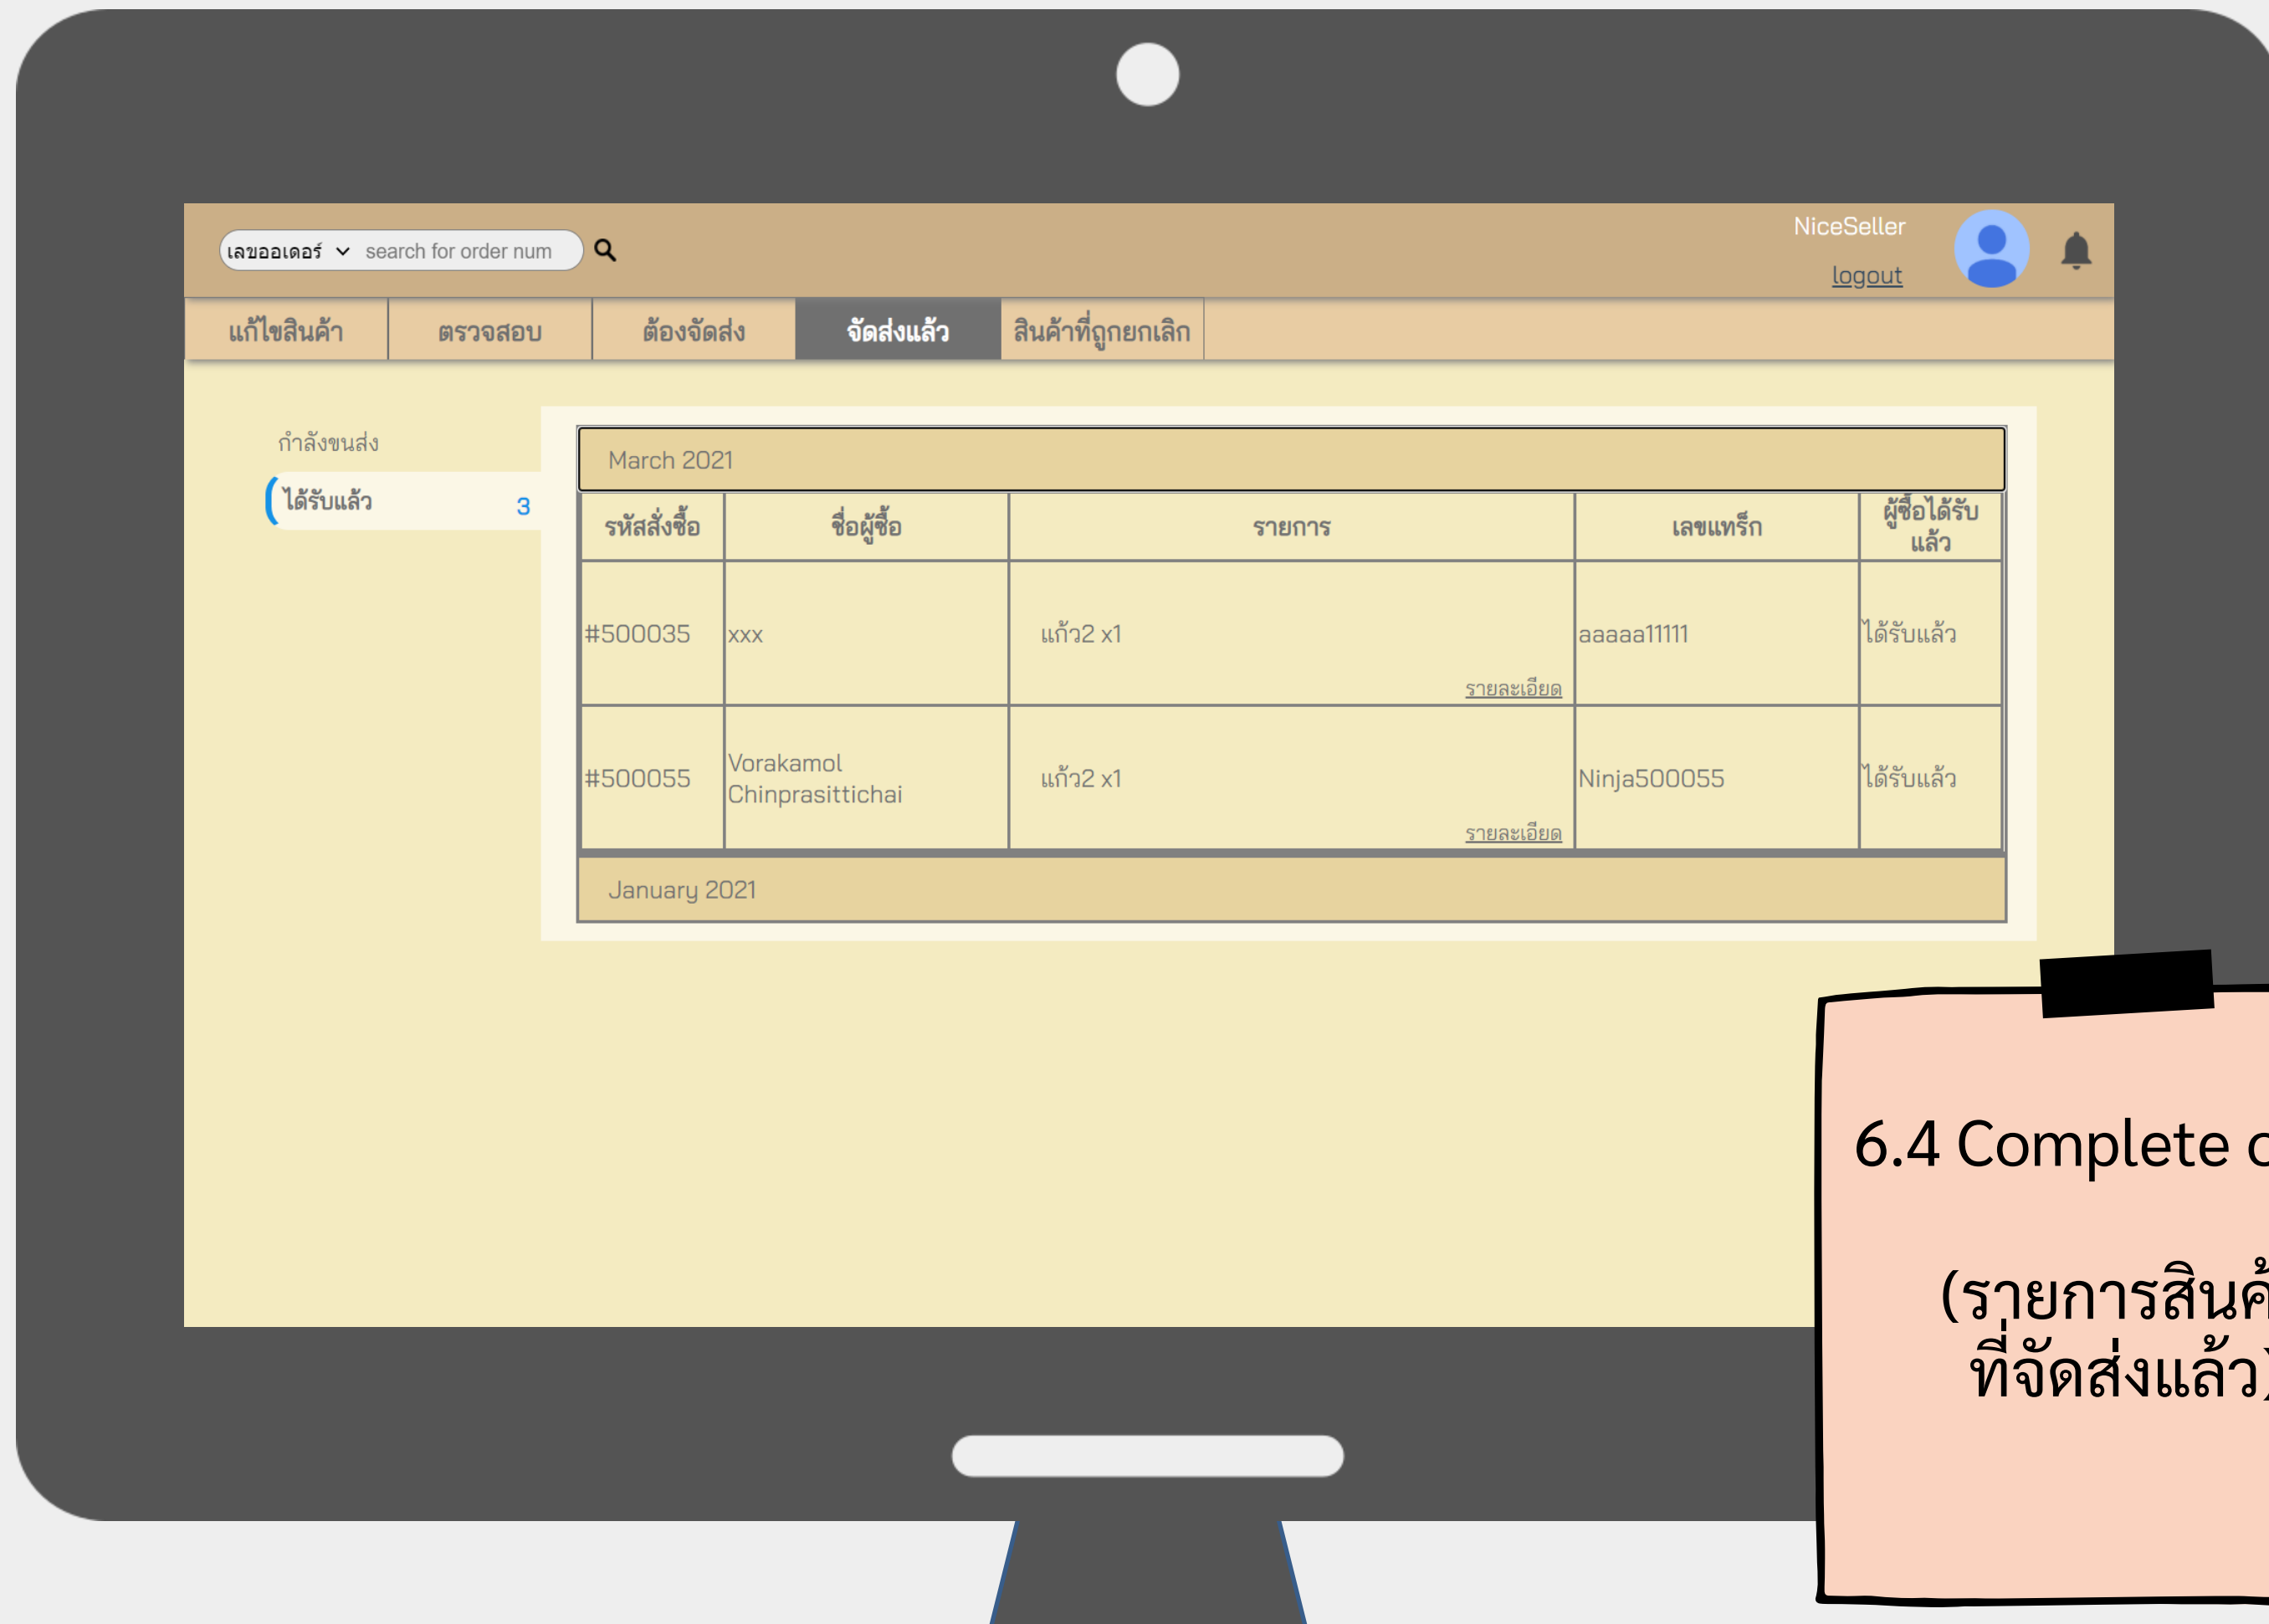 เลขออเดอร์ search for order num
NiceSeller
logout
แก้ไขสินค้า ตรวจสอบ ต้องจัดส่ง จัดส่งแล้ว สินค้าที่ถูกยกเลิก
กำลังขนส่ง
ได้รับแล้ว 3
March 2021
รหัสสั่งซื้อ ชื่อผู้ซื้อ รายการ เลขแทร็ก ผู้ซื้อได้รับ
แล้ว
#500035 xxx แก้ว2 x1 aaaaa11111 ได้รับแล้ว
รายละเอียด
#500055 Vorakamol
Chinprasittichai แก้ว2 x1 Ninja500055 ได้รับแล้ว
รายละเอียด
January 2021
6.4 Complete
(รายการสินค้
ที่จัดส่งแล้ว)